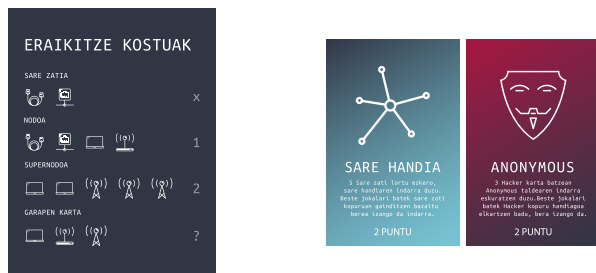 ERAIKITZE KOSTUAK
SARE ZATIA
x
NODOA
1
SUPERNODOA
2
GARAPEN KARTA
?
SARE HANDIA
5 Sare zati lortu ezkero,
sare handiaren indarra duzu.
Beste jokalari batek sare zati
kopuruan gainditzen bazaitu
berea izango da indarra.
2 PUNTU
ANONYMOUS
3 Hacker karta batzean
Anonymous taldearen indarra
eskuratzen duzu.Beste jokalari
batek Hacker kopuru handiagoa
elkartzen badu, bera izango da.
2 PUNTU